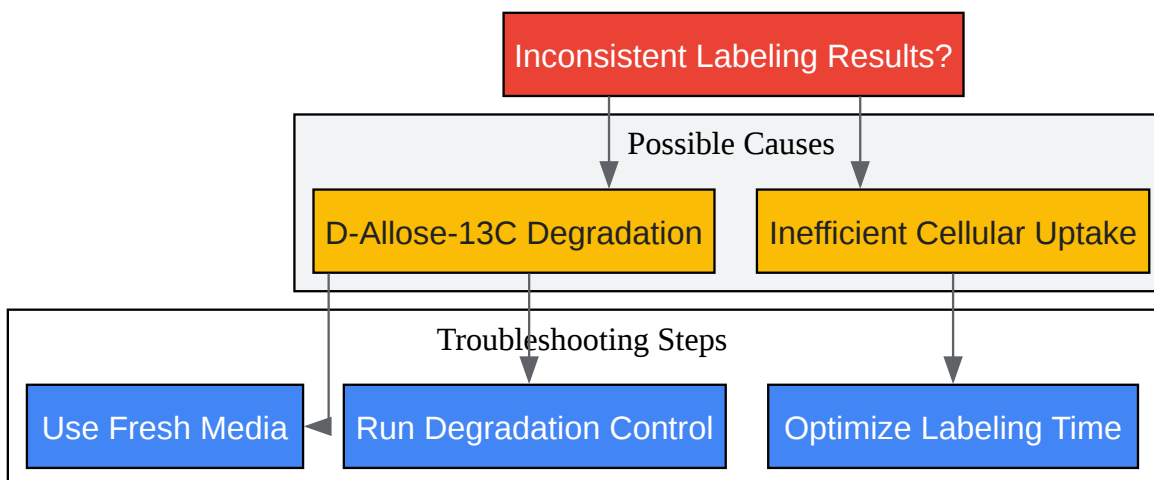 Inconsistent Labeling Results?
Possible Causes
D-Allose-13C Degradation
Inefficient Cellular Uptake
Troubleshooting Steps
Use Fresh Media
Run Degradation Control
Optimize Labeling Time